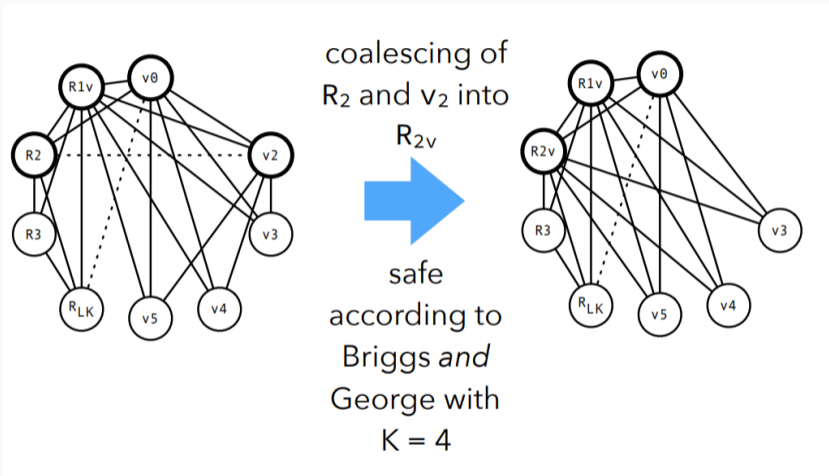 coalescing of
R2 and v2 into
R2v
safe
according to
Briggs and
George with
K = 4
R1v
v0
R2
v2
R3
v3
RLK
v5
v4
R1v
v0
R2v
R3
v3
RLK
v5
v4